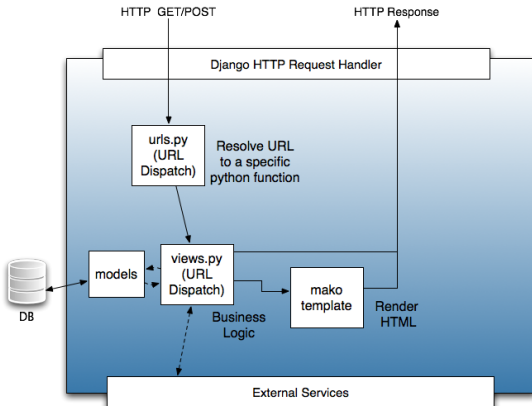 HTTP GET/POST
HTTP Response
Django HTTP Request Handler
urls.py
(URL
Dispatch)
Resolve URL
to a specific
python function
models
views.py
(URL
Dispatch)
DB
mako
template
Business
Logic
Render
HTML
External Services